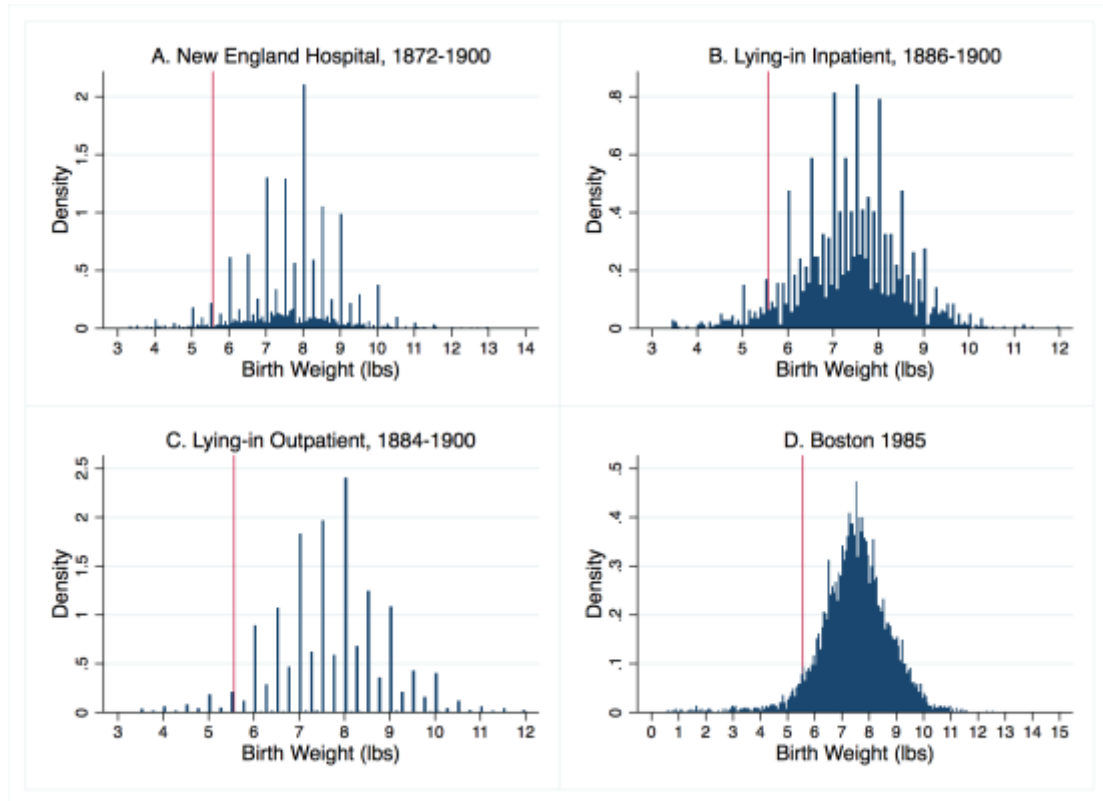 A. New England Hospital, 1872-1900
Density
2
1.5
1
.5
0
3 4 5 6 7 8 9 10 11 12 13 14
Birth Weight (lbs)
B. Lying-in Inpatient, 1886-1900
Density
.8
.6
.4
.2
0
3 4 5 6 7 8 9 10 11 12
Birth Weight (lbs)
C. Lying-in Outpatient, 1884-1900
Density
2.5
2
1.5
1
.5
0
3 4 5 6 7 8 9 10 11 12
Birth Weight (lbs)
D. Boston 1985
Density
.5
.4
.3
.2
.1
0
0 1 2 3 4 5 6 7 8 9 10 11 12 13 14 15
Birth Weight (lbs)